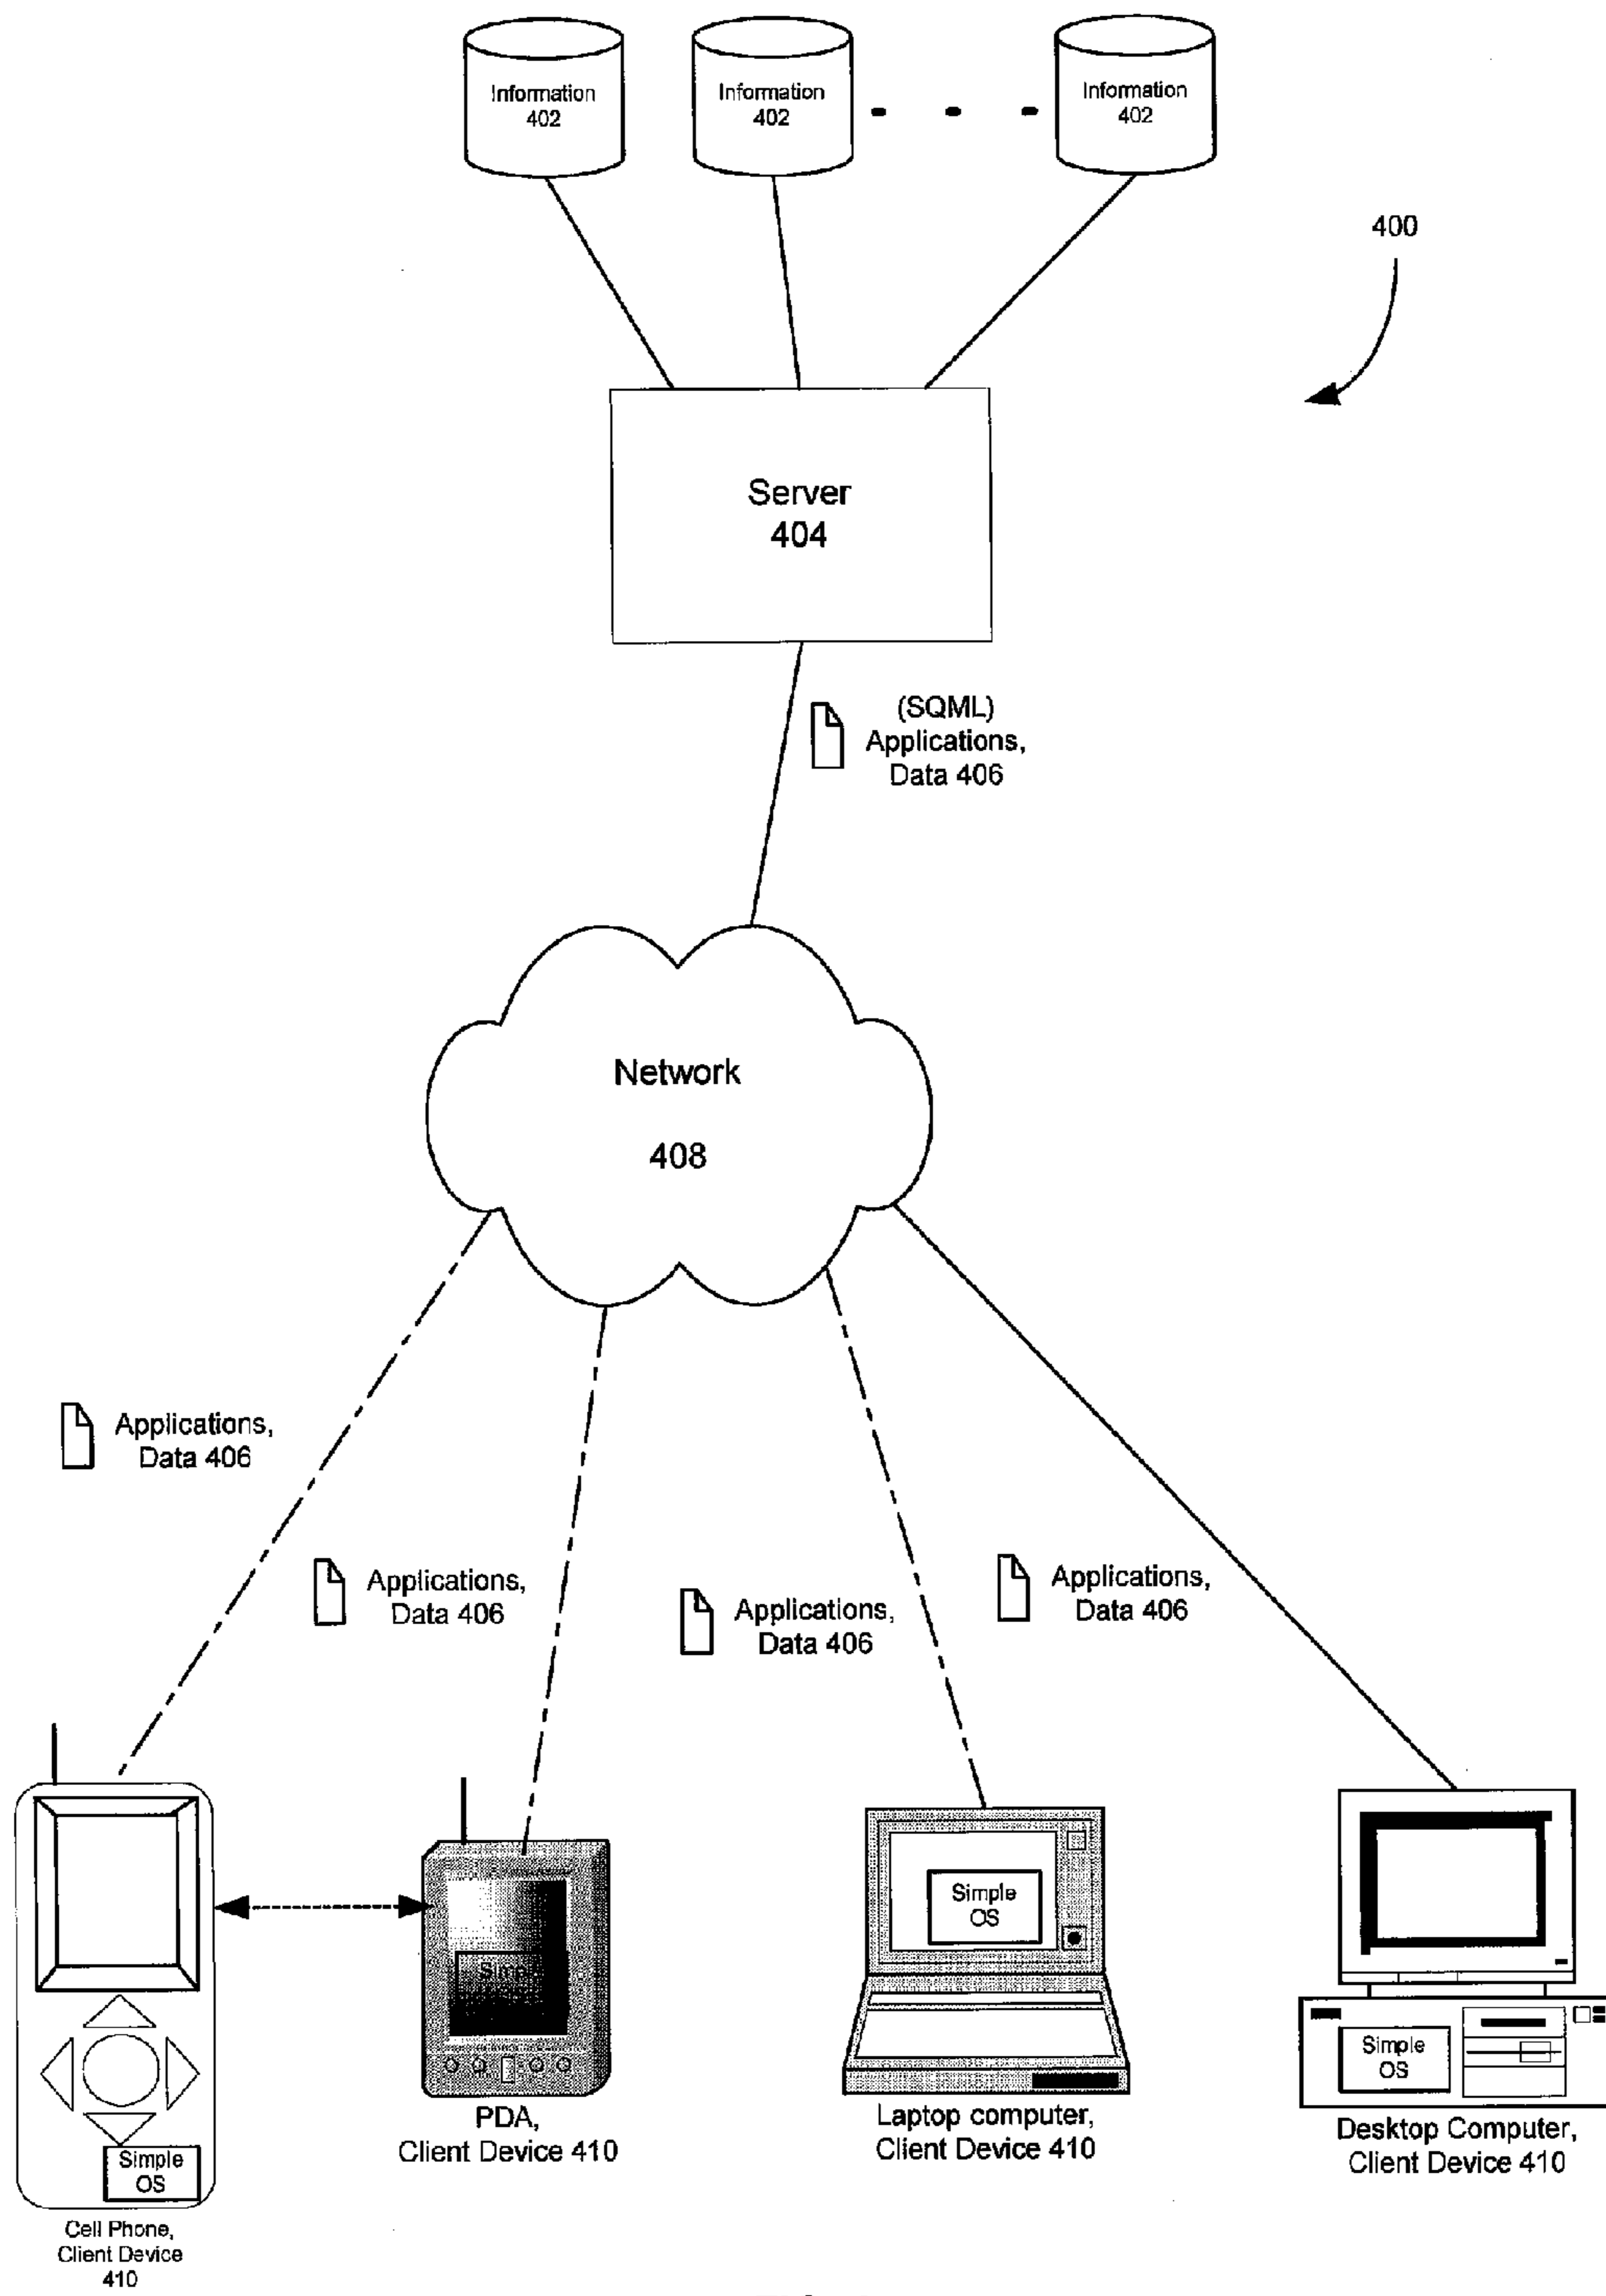 Information
402
Information
402
Information
402
400
Server
404
(SQML)
Applications,
Data 406
Network
408
Applications,
Data 406
Applications,
Data 406
Applications,
Data 406
Applications,
Data 406
Simple
OS
Simple
OS
Simple
OS
PDA,
Client Device 410
Laptop computer,
Client Device 410
Desktop Computer,
Client Device 410
Cell Phone,
Client Device
410